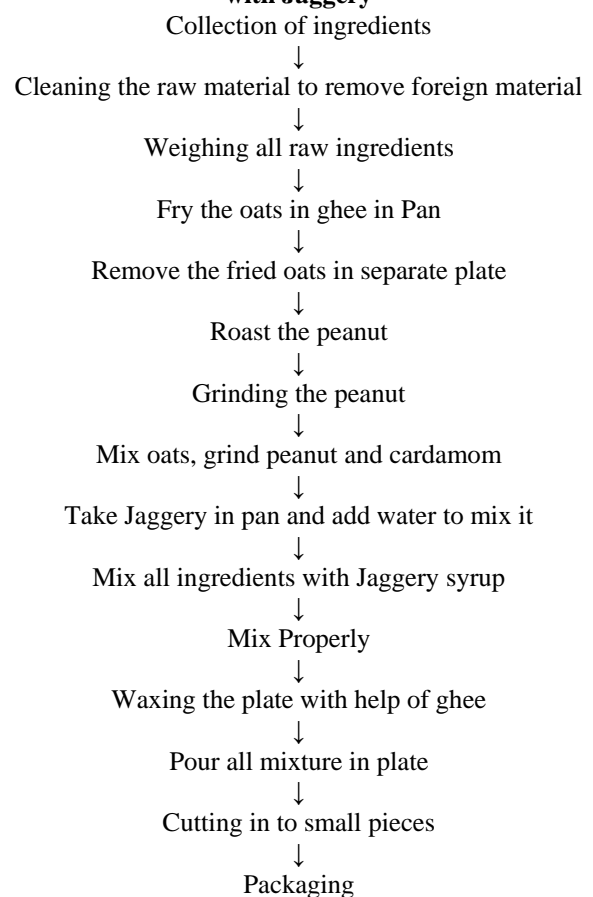 with Jaggery
Collection of ingredients
↓
Cleaning the raw material to remove foreign material
↓
Weighing all raw ingredients
↓
Fry the oats in ghee in Pan
↓
Remove the fried oats in separate plate
↓
Roast the peanut
↓
Grinding the peanut
↓
Mix oats, grind peanut and cardamom
↓
Take Jaggery in pan and add water to mix it
↓
Mix all ingredients with Jaggery syrup
↓
Mix Properly
↓
Waxing the plate with help of ghee
↓
Pour all mixture in plate
↓
Cutting in to small pieces
↓
Packaging